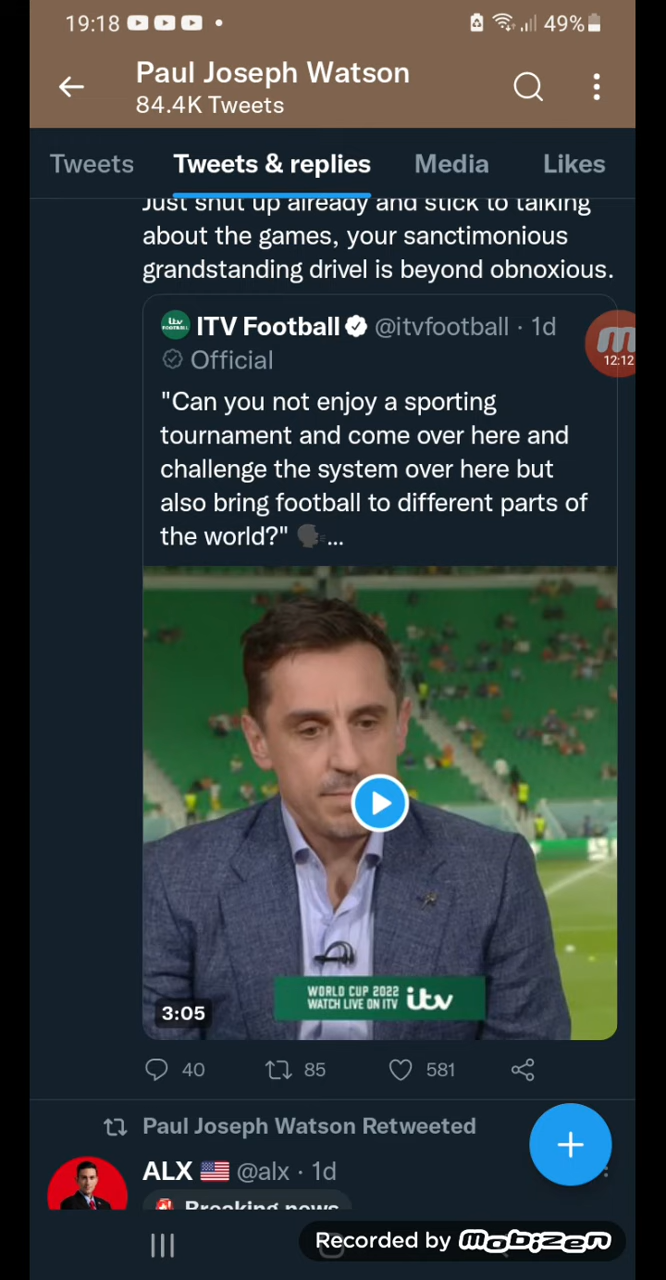 19:18
49%
Paul Joseph Watson
84.4K Tweets
Tweets
Tweets & replies
Media
Likes
Just shut up already and stick to talking
about the games, your sanctimonious
grandstanding drivel is beyond obnoxious.
itv
FOOTBALL
ITV Football @itvfootball · 1d
Official
12:12
"Can you not enjoy a sporting
tournament and come over here and
challenge the system over here but
also bring football to different parts of
the world?" 🗣...
WORLD CUP 2022
WATCH LIVE ON ITV
itv
3:05
40
85
581
Paul Joseph Watson Retweeted
ALX 🇺🇸 @alx · 1d
Breaking news
Recorded by mobizen